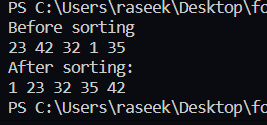 PS C:\Users\raseek\Desktop\fo
Before sorting
23 42 32 1 35
After sorting:
1 23 32 35 42
PS C:\Users\raseek\Desktop\fo